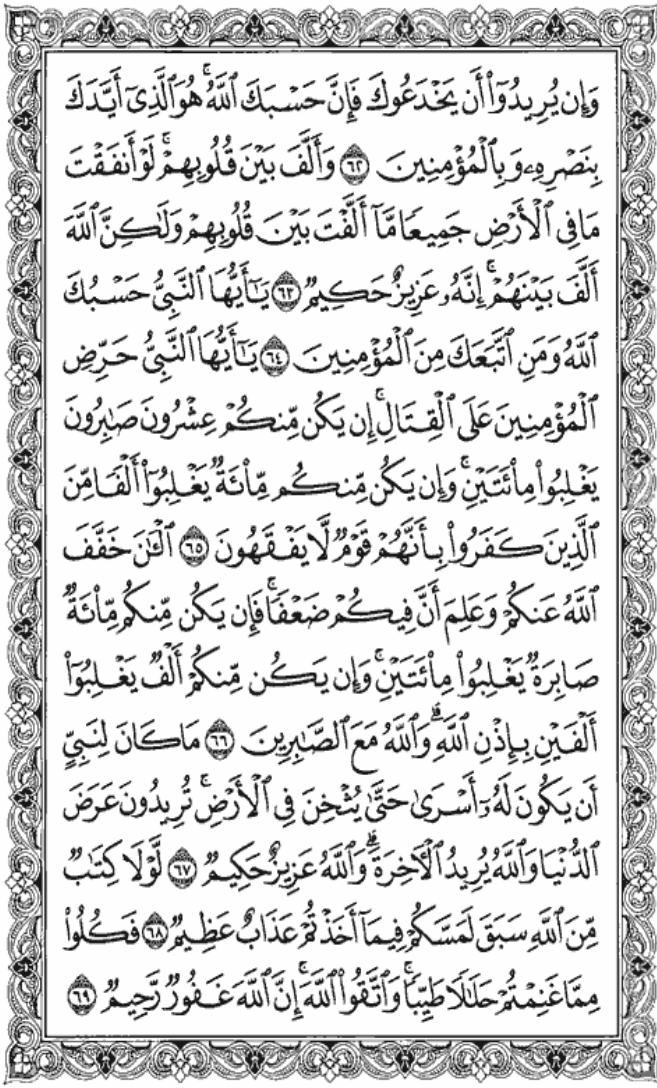 وَإِن يُرِيدُوٓا۟ أَن يَخْدَعُوكَ فَإِنَّ حَسْبَكَ ٱللَّهُ ۚ هُوَ ٱلَّذِىٓ أَيَّدَكَ
بِنَصْرِهِۦ وَبِٱلْمُؤْمِنِينَ ٦٢ وَأَلَّفَ بَيْنَ قُلُوبِهِمْ ۚ لَوْ أَنفَقْتَ
مَا فِى ٱلْأَرْضِ جَمِيعًا مَّآ أَلَّفْتَ بَيْنَ قُلُوبِهِمْ وَلَـٰكِنَّ ٱللَّهَ
أَلَّفَ بَيْنَهُمْ ۚ إِنَّهُۥ عَزِيزٌ حَكِيمٌ ٦٣ يَـٰٓأَيُّهَا ٱلنَّبِىُّ حَسْبُكَ
ٱللَّهُ وَمَنِ ٱتَّبَعَكَ مِنَ ٱلْمُؤْمِنِينَ ٦٤ يَـٰٓأَيُّهَا ٱلنَّبِىُّ حَرِّضِ
ٱلْمُؤْمِنِينَ عَلَى ٱلْقِتَالِ ۚ إِن يَكُن مِّنكُمْ عِشْرُونَ صَـٰبِرُونَ
يَغْلِبُوا۟ مِا۟ئَتَيْنِ ۚ وَإِن يَكُن مِّنكُم مِّا۟ئَةٌ يَغْلِبُوٓا۟ أَلْفًا مِّنَ
ٱلَّذِينَ كَفَرُوا۟ بِأَنَّهُمْ قَوْمٌ لَّا يَفْقَهُونَ ٦٥ ٱلْـَٔـٰنَ خَفَّفَ
ٱللَّهُ عَنكُمْ وَعَلِمَ أَنَّ فِيكُمْ ضَعْفًا ۚ فَإِن يَكُن مِّنكُم مِّا۟ئَةٌ
صَابِرَةٌ يَغْلِبُوا۟ مِا۟ئَتَيْنِ ۚ وَإِن يَكُن مِّنكُمْ أَلْفٌ يَغْلِبُوٓا۟
أَلْفَيْنِ بِإِذْنِ ٱللَّهِ ۗ وَٱللَّهُ مَعَ ٱلصَّـٰبِرِينَ ٦٦ مَا كَانَ لِنَبِىٍّ
أَن يَكُونَ لَهُۥٓ أَسْرَىٰ حَتَّىٰ يُثْخِنَ فِى ٱلْأَرْضِ ۚ تُرِيدُونَ عَرَضَ
ٱلدُّنْيَا وَٱللَّهُ يُرِيدُ ٱلْـَٔاخِرَةَ ۗ وَٱللَّهُ عَزِيزٌ حَكِيمٌ ٦٧ لَّوْلَا كِتَـٰبٌ
مِّنَ ٱللَّهِ سَبَقَ لَمَسَّكُمْ فِيمَآ أَخَذْتُمْ عَذَابٌ عَظِيمٌ ٦٨ فَكُلُوا۟
مِمَّا غَنِمْتُمْ حَلَـٰلًا طَيِّبًا ۚ وَٱتَّقُوا۟ ٱللَّهَ ۚ إِنَّ ٱللَّهَ غَفُورٌ رَّحِيمٌ ٦٩